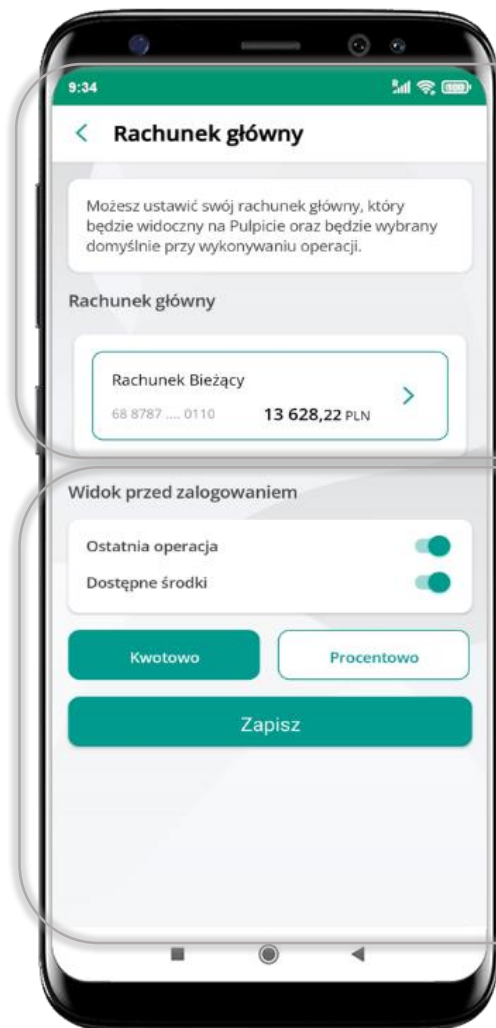 9:34
Rachunek główny
Możesz ustawić swój rachunek główny, który
będzie widoczny na Pulpicie oraz będzie wybrany
domyślnie przy wykonywaniu operacji.
Rachunek główny
Rachunek Bieżący
68 8787 .... 0110 13 628,22 PLN
Widok przed zalogowaniem
Ostatnia operacja
Dostępne środki
Kwotowo Procentowo
Zapisz